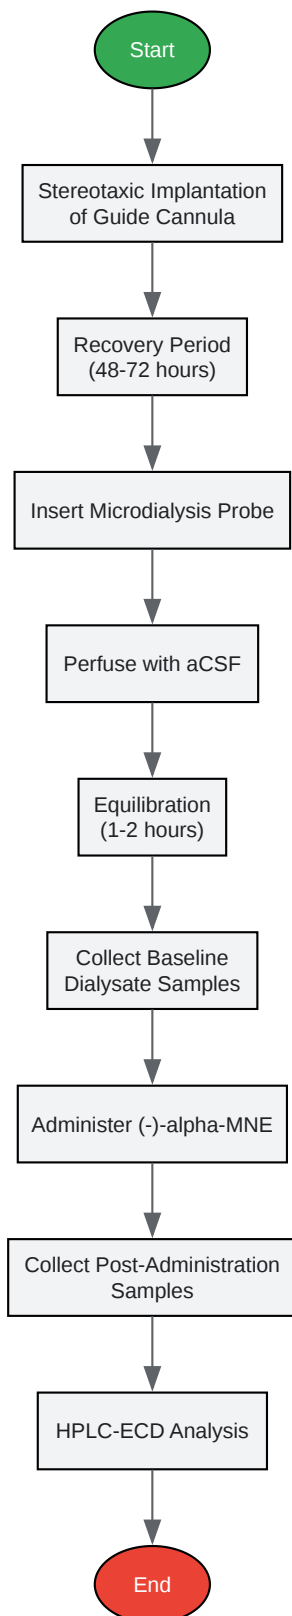 Start
Stereotaxic Implantation
of Guide Cannula
Recovery Period
(48-72 hours)
Insert Microdialysis Probe
Perfuse with aCSF
Equilibration
(1-2 hours)
Collect Baseline
Dialysate Samples
Administer (-)-alpha-MNE
Collect Post-Administration
Samples
HPLC-ECD Analysis
End